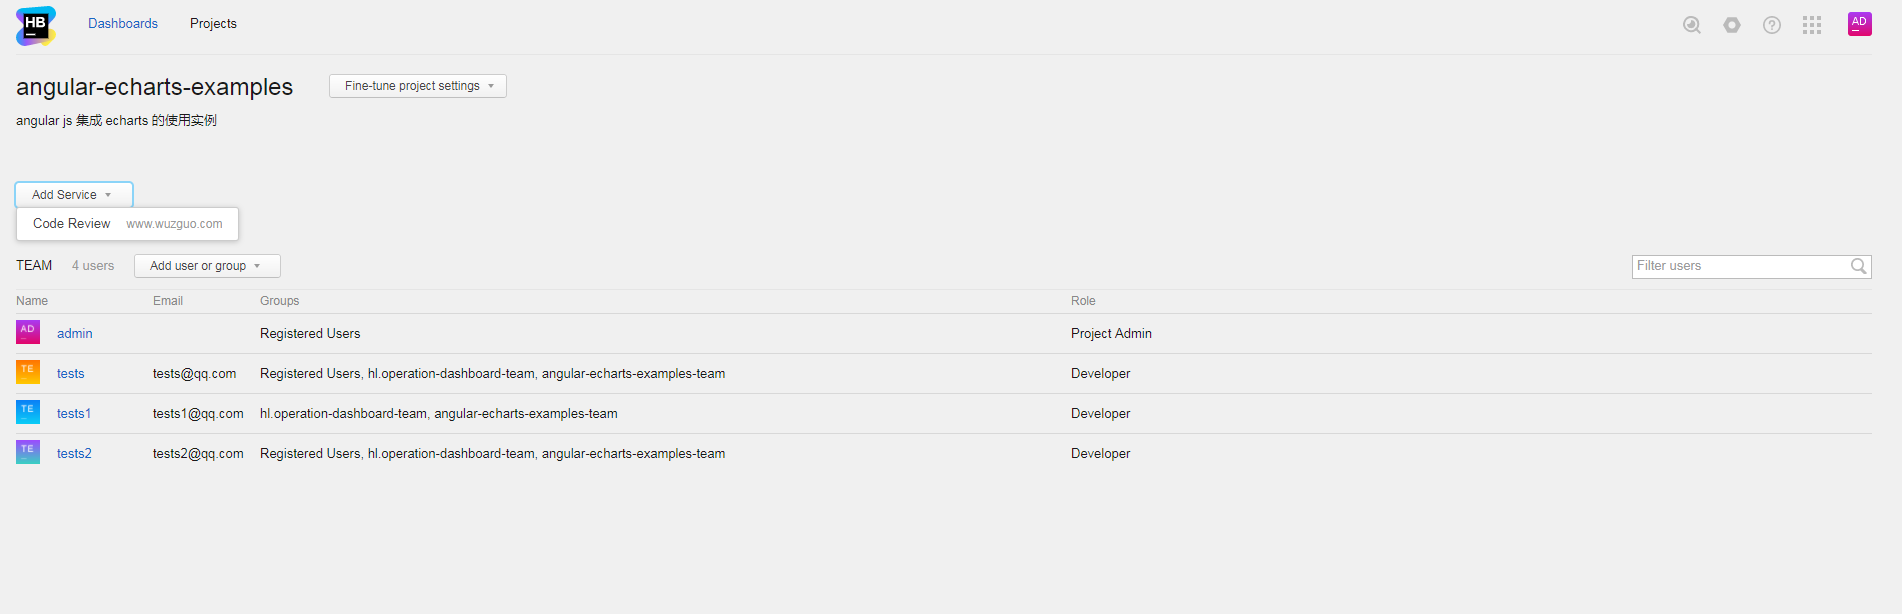 HB
Dashboards Projects
AD
angular-echarts-examples Fine-tune project settings
angular js 集成 echarts 的使用实例
Add Service
Code Review www.wuzguo.com
TEAM 4 users Add user or group Filter users
Name Email Groups Role
AD admin Registered Users Project Admin
TE tests tests@qq.com Registered Users, hl.operation-dashboard-team, angular-echarts-examples-team Developer
TE tests1 tests1@qq.com hl.operation-dashboard-team, angular-echarts-examples-team Developer
TE tests2 tests2@qq.com Registered Users, hl.operation-dashboard-team, angular-echarts-examples-team Developer